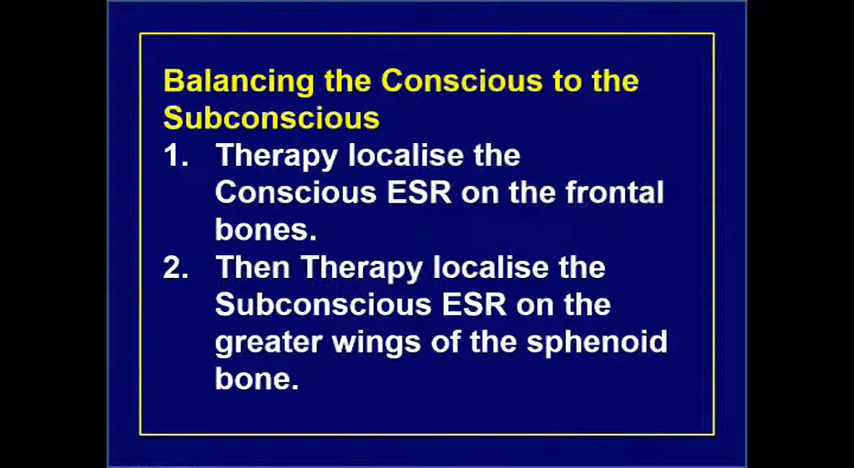 Balancing the Conscious to the
Subconscious
1. Therapy localise the
Conscious ESR on the frontal
bones.
2. Then Therapy localise the
Subconscious ESR on the
greater wings of the sphenoid
bone.